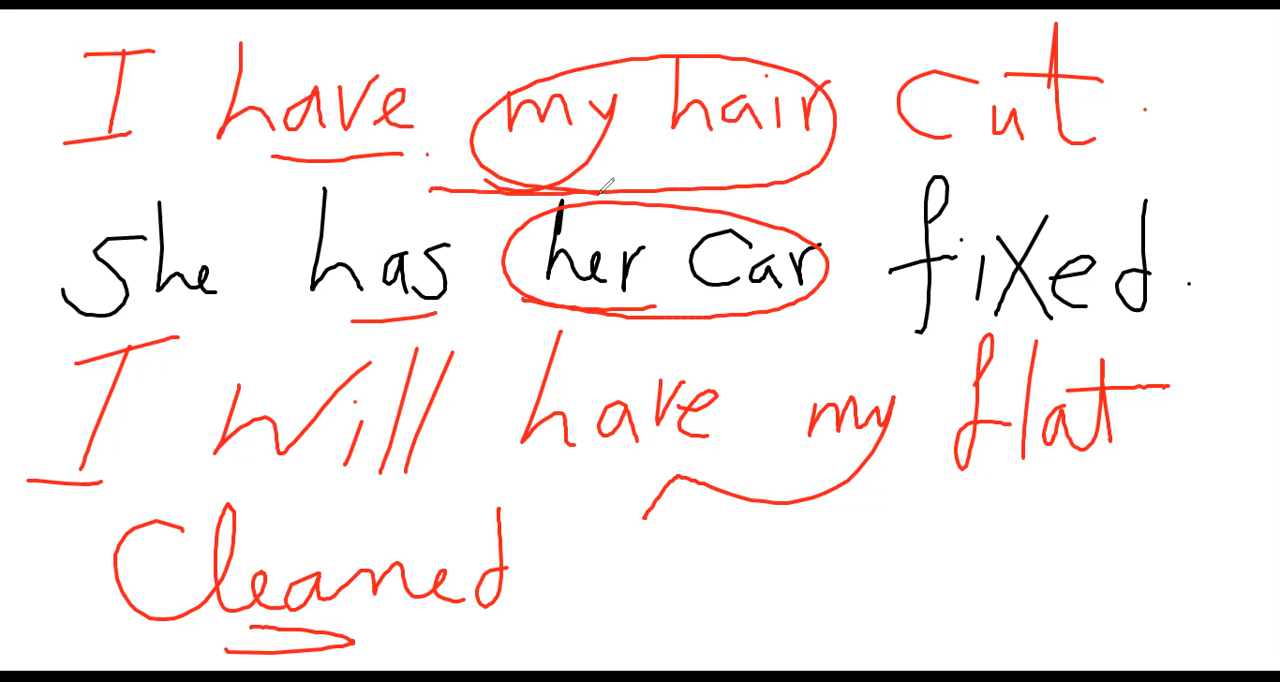 I have my hair cut.
She has her car fixed.
I will have my flat
Cleaned